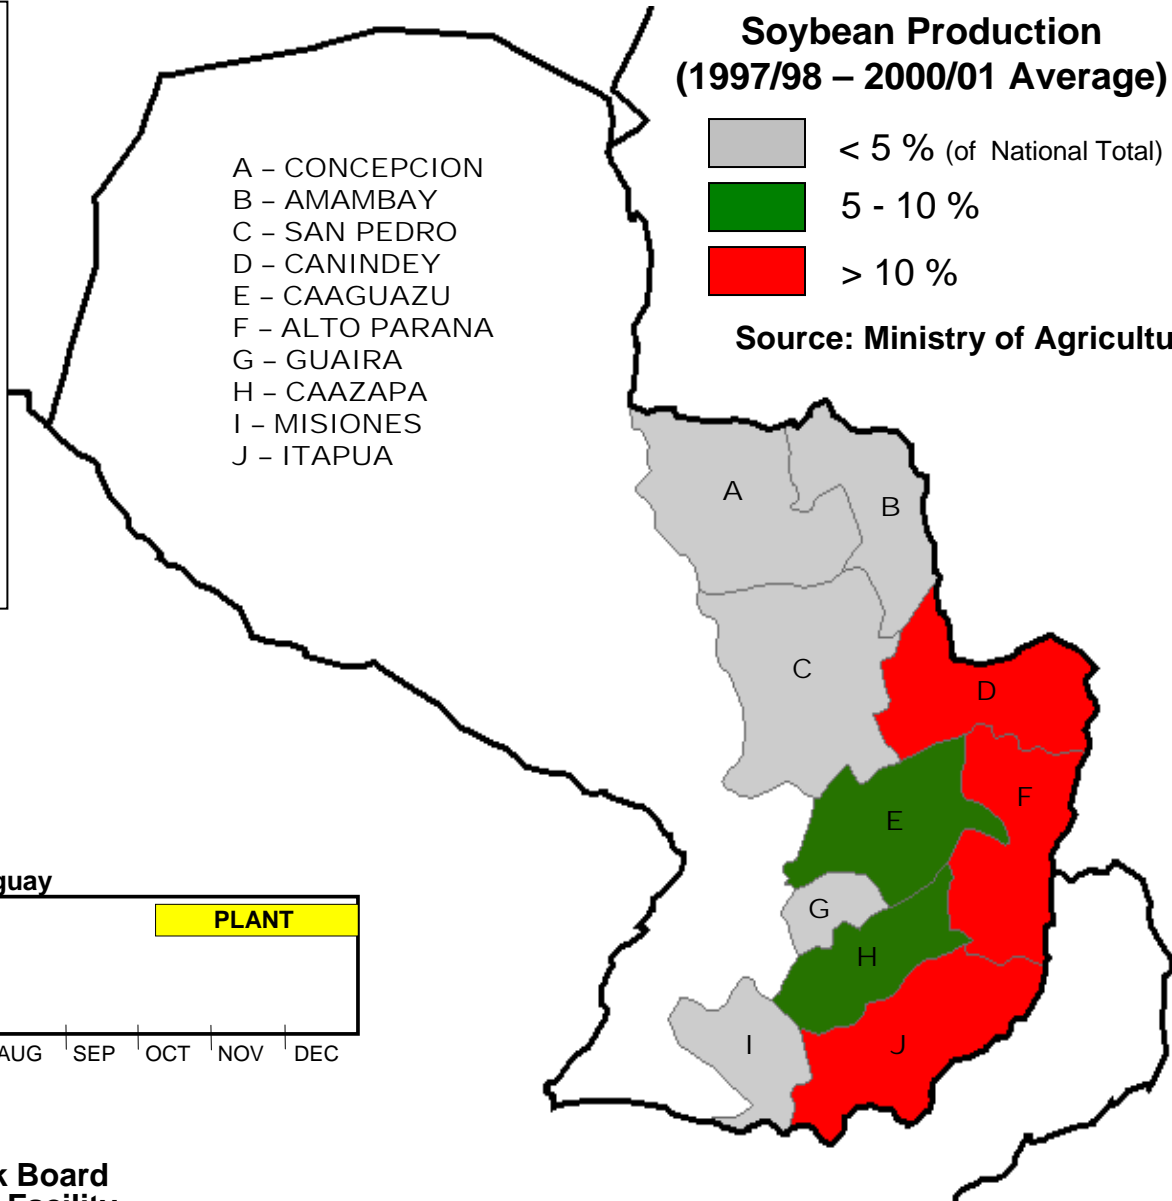 Soybean Production
(1997/98 – 2000/01 Average)
< 5 % (of National Total)
5 - 10 %
> 10 %
Source: Ministry of Agricultu
A – CONCEPCION
B – AMAMBAY
C – SAN PEDRO
D – CANINDEY
E – CAAGUAZU
F – ALTO PARANA
G – GUAIRA
H – CAAZAPA
I – MISIONES
J – ITAPUA
A
B
C
D
E
F
G
H
I
J
guay
PLANT
AUG SEP OCT NOV DEC
k Board
Facility